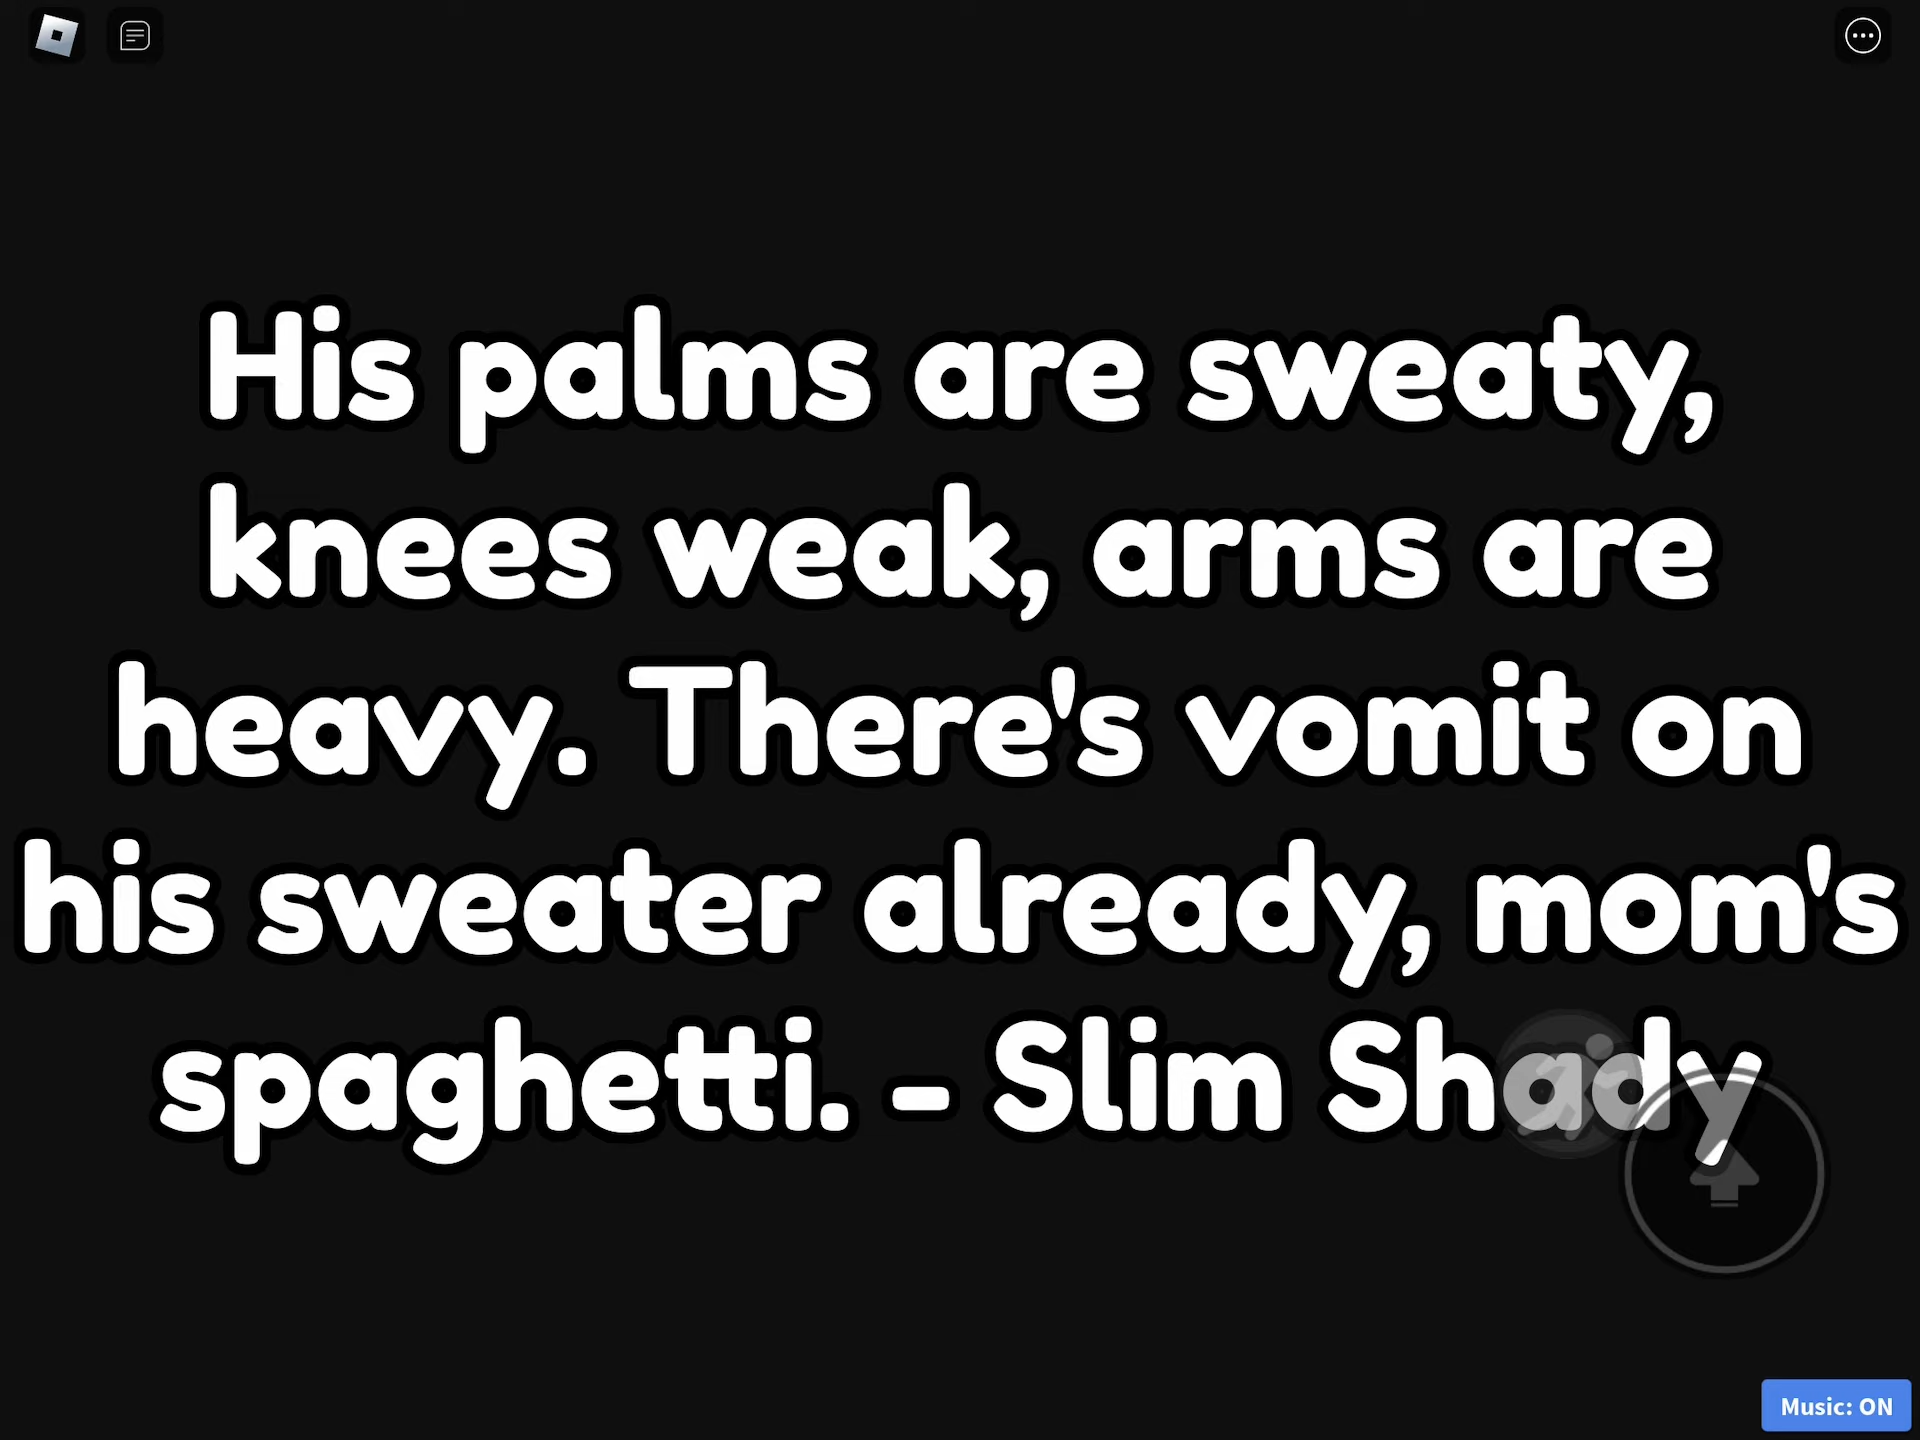 His palms are sweaty,
knees weak, arms are
heavy. There's vomit on
his sweater already, mom's
spaghetti. - Slim Shady
Music: ON